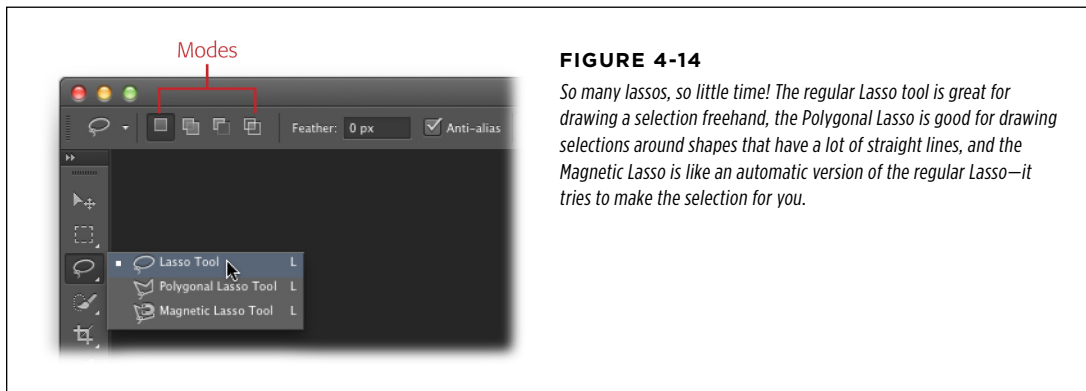 Modes
Feather: 0 px
Anti-alias
Lasso Tool L
Polygonal Lasso Tool L
Magnetic Lasso Tool L
FIGURE 4-14
So many lassos, so little time! The regular Lasso tool is great for
drawing a selection freehand, the Polygonal Lasso is good for drawing
selections around shapes that have a lot of straight lines, and the
Magnetic Lasso is like an automatic version of the regular Lasso—it
tries to make the selection for you.